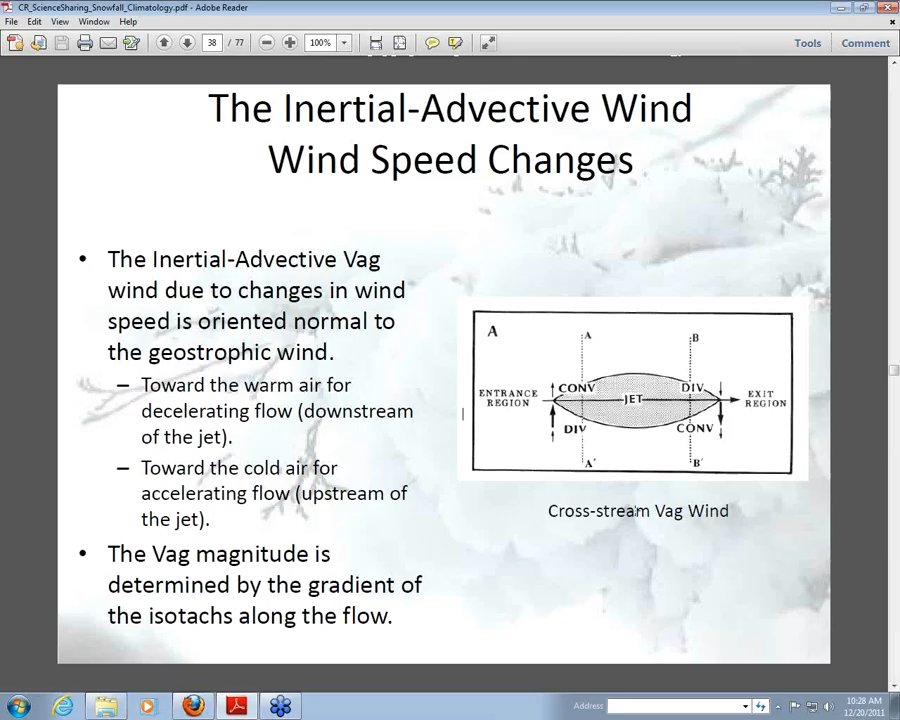 CR_ScienceSharing_Snowfall_Climatology.pdf - Adobe Reader
File Edit View Window Help
38 / 77 100% Tools Comment
The Inertial-Advective Wind
Wind Speed Changes
• The Inertial-Advective Vag
wind due to changes in wind
speed is oriented normal to
the geostrophic wind.
– Toward the warm air for
decelerating flow (downstream
of the jet).
– Toward the cold air for
accelerating flow (upstream of
the jet).
• The Vag magnitude is
determined by the gradient of
the isotachs along the flow.
A
A B
CONV DIV
ENTRANCE
REGION
JET
EXIT
REGION
DIV CONV
A' B'
Cross-stream Vag Wind
Address
10:28 AM
12/20/2011